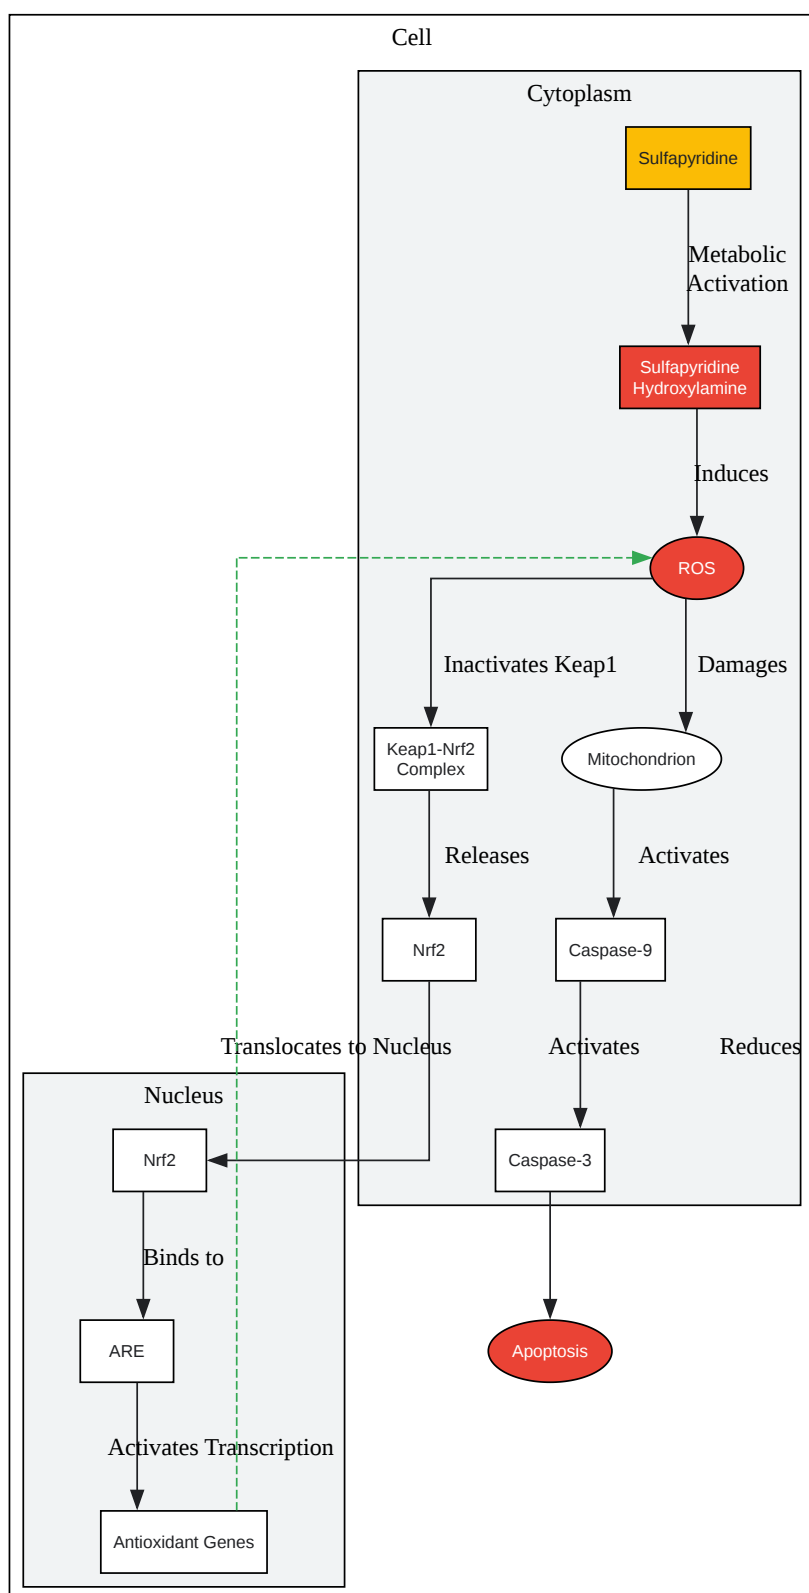 Cell
Cytoplasm
Sulfapyridine
Metabolic
Activation
Sulfapyridine
Hydroxylamine
Induces
ROS
Inactivates Keap1
Damages
Keap1-Nrf2
Complex
Mitochondrion
Releases
Activates
Nrf2
Caspase-9
Translocates to Nucleus
Activates
Reduces
Nucleus
Nrf2
Caspase-3
Binds to
ARE
Apoptosis
Activates Transcription
Antioxidant Genes